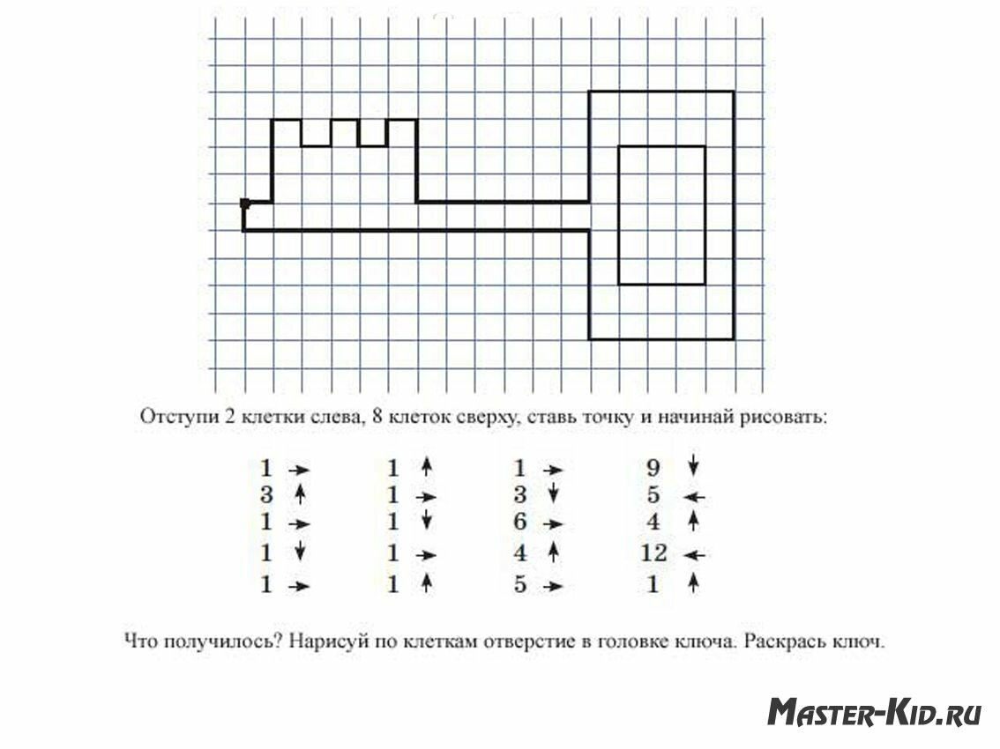 Отступи 2 клетки слева, 8 клеток сверху, ставь точку и начинай рисовать:
1 → 1 ↑ 1 → 9 ↓
3 ↑ 1 → 3 ↓ 5 ←
1 → 1 ↓ 6 → 4 ↑
1 ↓ 1 → 4 ↑ 12 ←
1 → 1 ↑ 5 → 1 ↑
Что получилось? Нарисуй по клеткам отверстие в головке ключа. Раскрась ключ.
MASTER-KID.RU